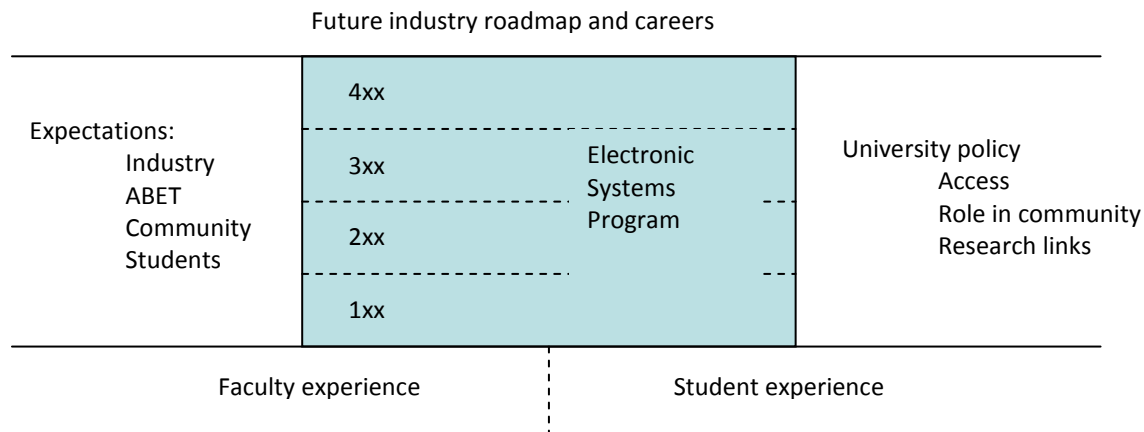 Future industry roadmap and careers
Expectations:
Industry
ABET
Community
Students
4xx
3xx
2xx
1xx
Electronic
Systems
Program
University policy
Access
Role in community
Research links
Faculty experience
Student experience